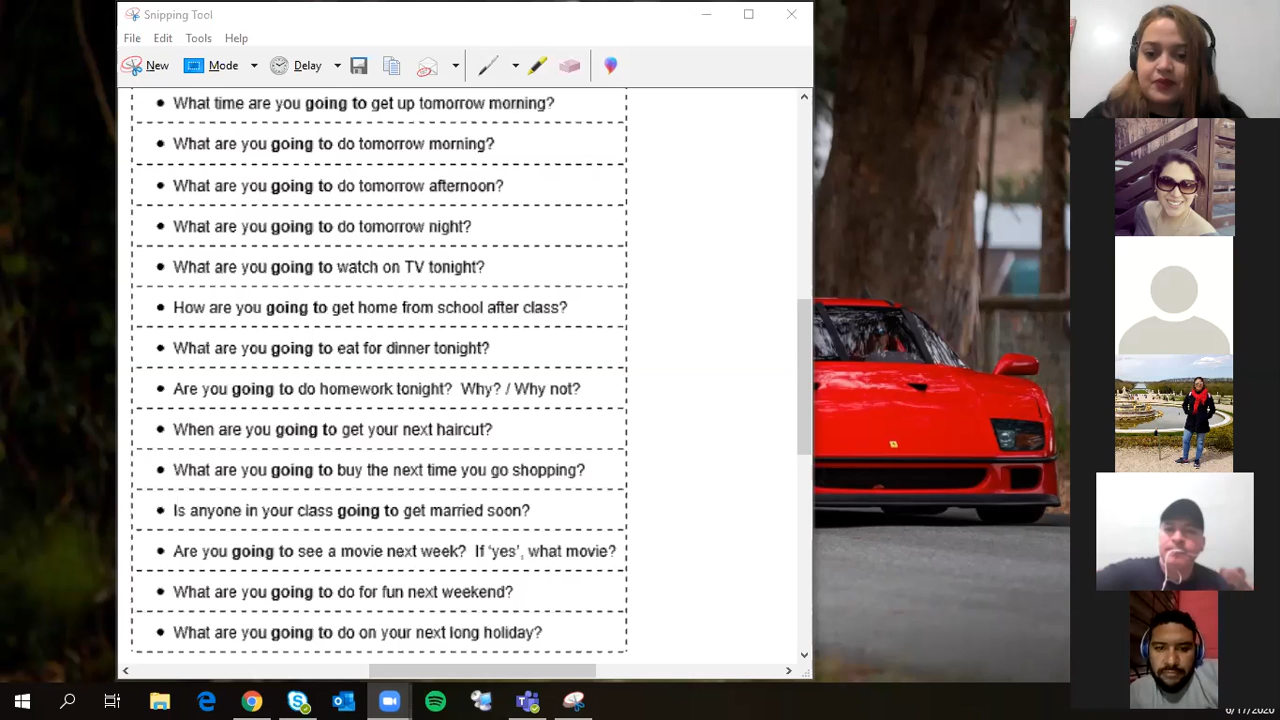 Snipping Tool
File Edit Tools Help
New Mode Delay
• What time are you going to get up tomorrow morning?
• What are you going to do tomorrow morning?
• What are you going to do tomorrow afternoon?
• What are you going to do tomorrow night?
• What are you going to watch on TV tonight?
• How are you going to get home from school after class?
• What are you going to eat for dinner tonight?
• Are you going to do homework tonight? Why? / Why not?
• When are you going to get your next haircut?
• What are you going to buy the next time you go shopping?
• Is anyone in your class going to get married soon?
• Are you going to see a movie next week? If ‘yes’, what movie?
• What are you going to do for fun next weekend?
• What are you going to do on your next long holiday?
6/17/2020